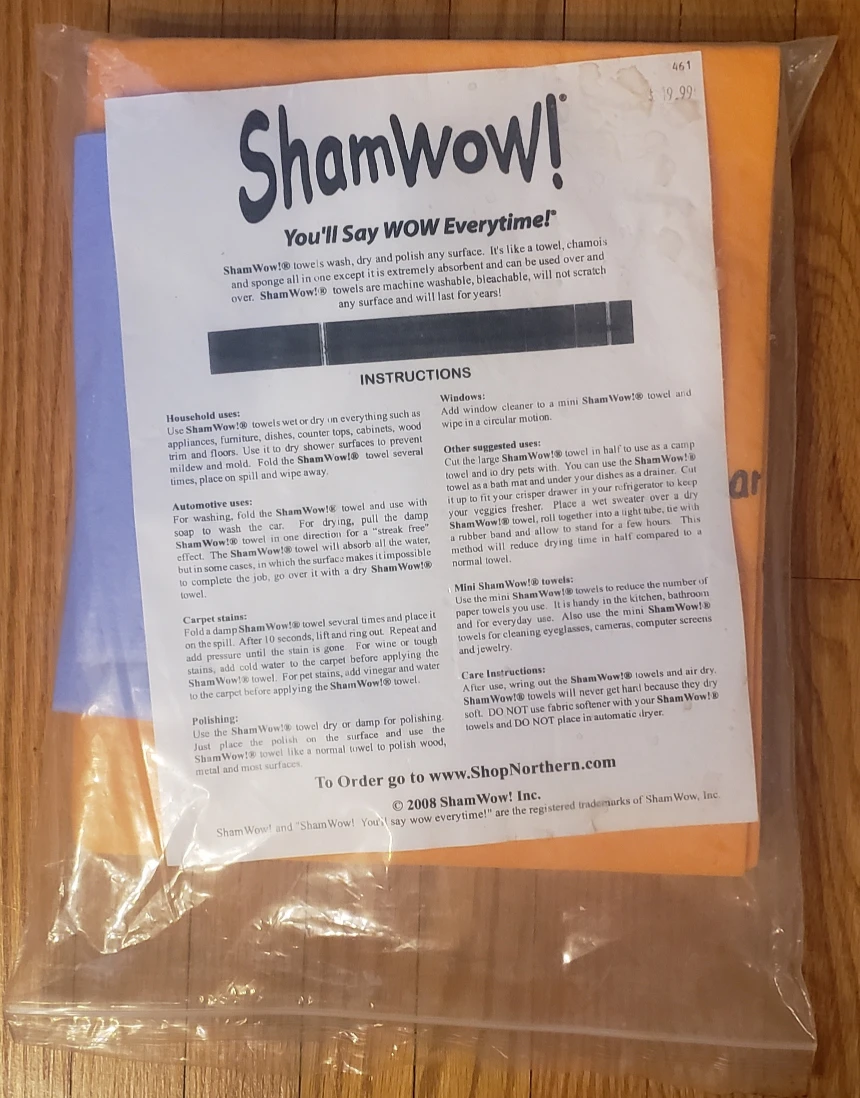 461
$ 19.99
ShamWow!®
You'll Say WOW Everytime!®
ShamWow!® towels wash, dry and polish any surface. It's like a towel, chamois
and sponge all in one except it is extremely absorbent and can be used over and
over. ShamWow!® towels are machine washable, bleachable, will not scratch
any surface and will last for years!
INSTRUCTIONS
Household uses:
Use ShamWow!® towels wet or dry on everything such as
appliances, furniture, dishes, counter tops, cabinets, wood
trim and floors. Use it to dry shower surfaces to prevent
mildew and mold. Fold the ShamWow!® towel several
times, place on spill and wipe away.
Automotive uses:
For washing, fold the ShamWow!® towel and use with
soap to wash the car. For drying, pull the damp
ShamWow!® towel in one direction for a "streak free"
effect. The ShamWow!® towel will absorb all the water,
but in some cases, in which the surface makes it impossible
to complete the job, go over it with a dry ShamWow!®
towel.
Carpet stains:
Fold a damp ShamWow!® towel several times and place it
on the spill. After 10 seconds, lift and ring out. Repeat and
add pressure until the stain is gone. For wine or tough
stains, add cold water to the carpet before applying the
ShamWow!® towel. For pet stains, add vinegar and water
to the carpet before applying the ShamWow!® towel.
Polishing:
Use the ShamWow!® towel dry or damp for polishing.
Just place the polish on the surface and use the
ShamWow!® towel like a normal towel to polish wood,
metal and most surfaces.
Windows:
Add window cleaner to a mini ShamWow!® towel and
wipe in a circular motion.
Other suggested uses:
Cut the large ShamWow!® towel in half to use as a camp
towel and to dry pets with. You can use the ShamWow!®
towel as a bath mat and under your dishes as a drainer. Cut
it up to fit your crisper drawer in your refrigerator to keep
your veggies fresher. Place a wet sweater over a dry
ShamWow!® towel, roll together into a tight tube, tie with
a rubber band and allow to stand for a few hours. This
method will reduce drying time in half compared to a
normal towel.
Mini ShamWow!® towels:
Use the mini ShamWow!® towels to reduce the number of
paper towels you use. It is handy in the kitchen, bathroom
and for everyday use. Also use the mini ShamWow!®
towels for cleaning eyeglasses, cameras, computer screens
and jewelry.
Care Instructions:
After use, wring out the ShamWow!® towels and air dry.
ShamWow!® towels will never get hard because they dry
soft. DO NOT use fabric softener with your ShamWow!®
towels and DO NOT place in automatic dryer.
To Order go to www.ShopNorthern.com
© 2008 ShamWow! Inc.
ShamWow! and "ShamWow! You'll say wow everytime!" are the registered trademarks of ShamWow, Inc.